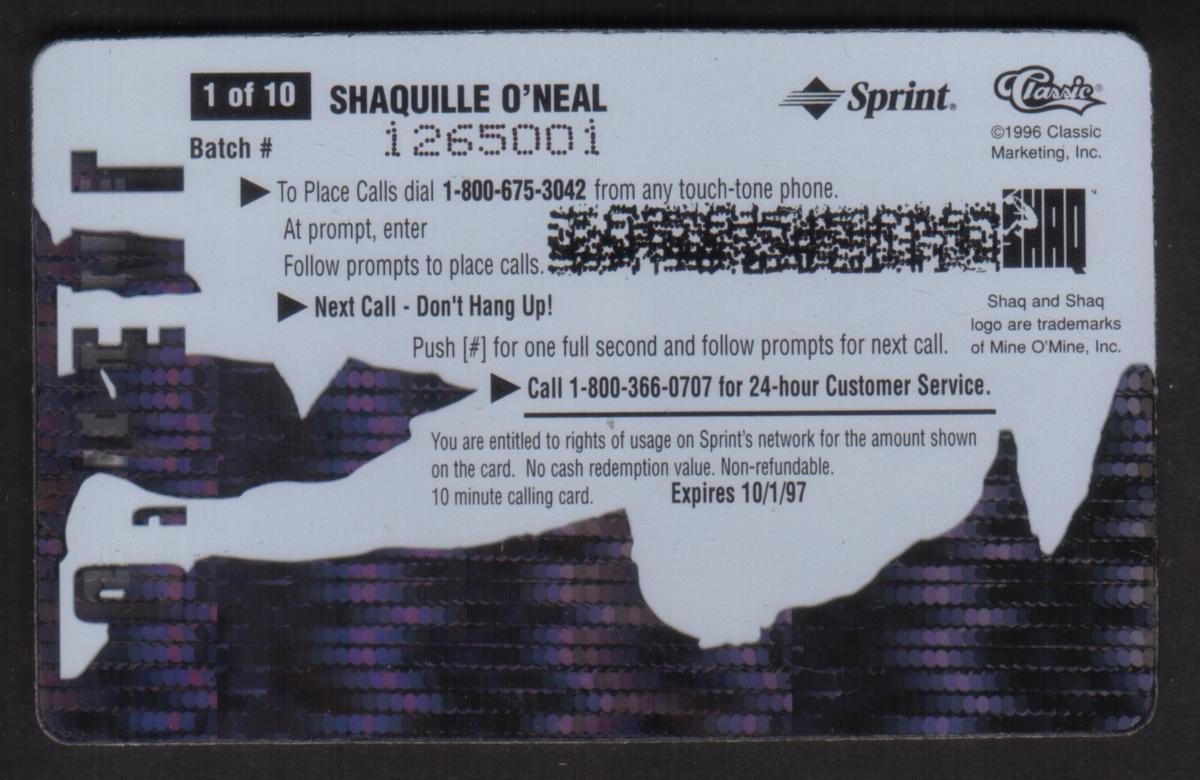 1 of 10 SHAQUILLE O'NEAL
Batch # 1265001
Sprint®
Classic®
©1996 Classic
Marketing, Inc.
▶ To Place Calls dial 1-800-675-3042 from any touch-tone phone.
At prompt, enter
Follow prompts to place calls.
SHAQ
▶ Next Call - Don't Hang Up!
Push [#] for one full second and follow prompts for next call.
Shaq and Shaq
logo are trademarks
of Mine O'Mine, Inc.
▶ Call 1-800-366-0707 for 24-hour Customer Service.
You are entitled to rights of usage on Sprint's network for the amount shown
on the card. No cash redemption value. Non-refundable.
10 minute calling card. Expires 10/1/97